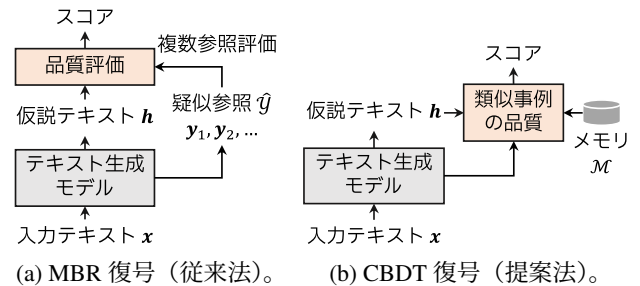 スコア
品質評価
複数参照評価
仮説テキスト h
疑似参照 Ŷ
y₁, y₂, …
テキスト生成
モデル
入力テキスト x
(a) MBR 復号（従来法）。
スコア
仮説テキスト h
類似事例
の品質
メモリ
M
テキスト生成
モデル
入力テキスト x
(b) CBDT 復号（提案法）。